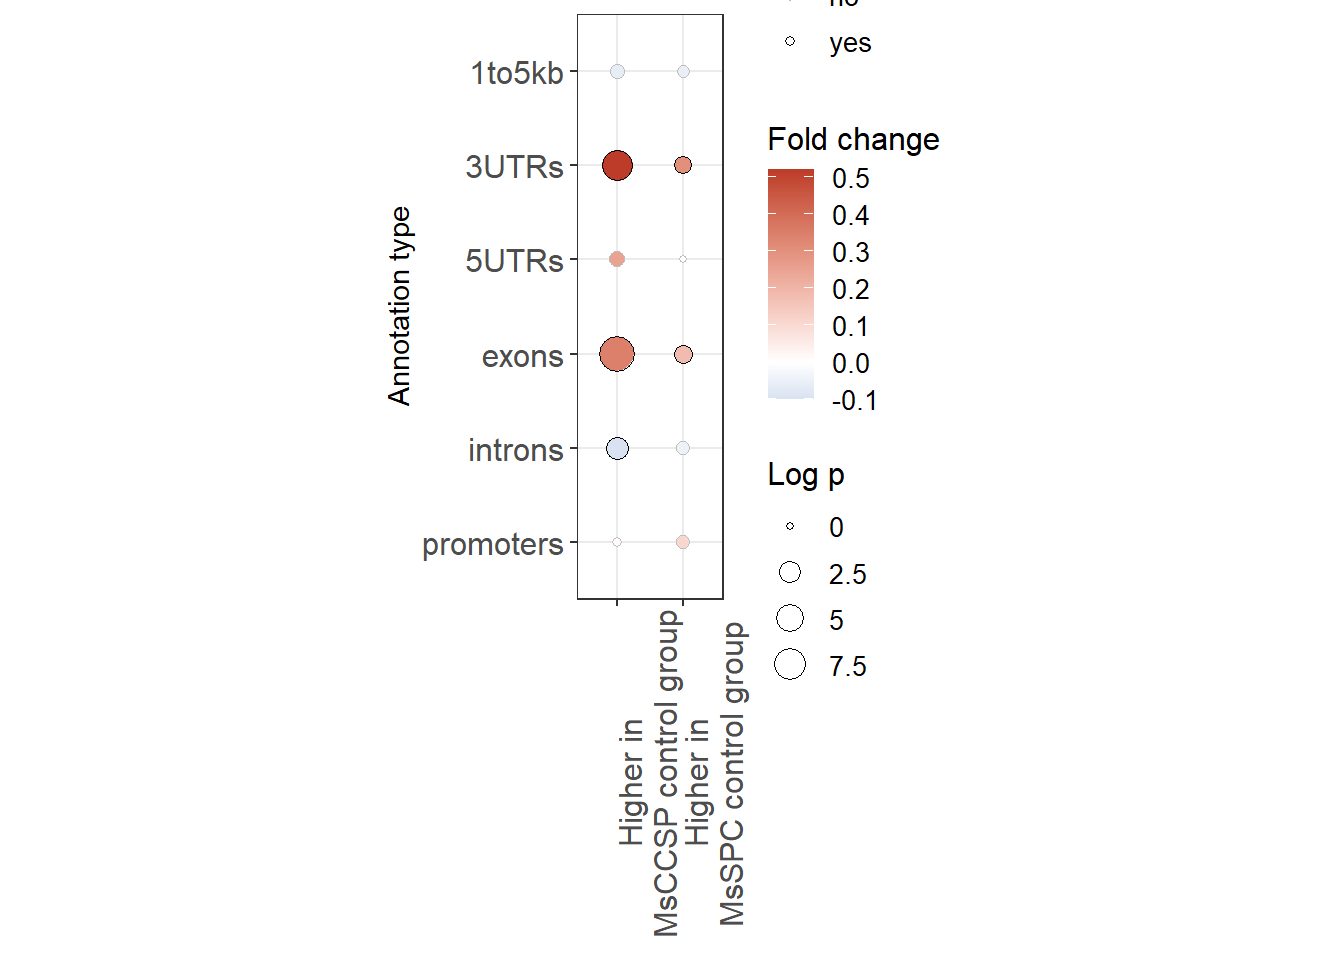 no
yes
Annotation type
1to5kb
3UTRs
5UTRs
exons
introns
promoters
Fold change
0.5
0.4
0.3
0.2
0.1
0.0
-0.1
Log p
0
2.5
5
7.5
Higher in
MsCCSP control group
Higher in
MsSPC control group